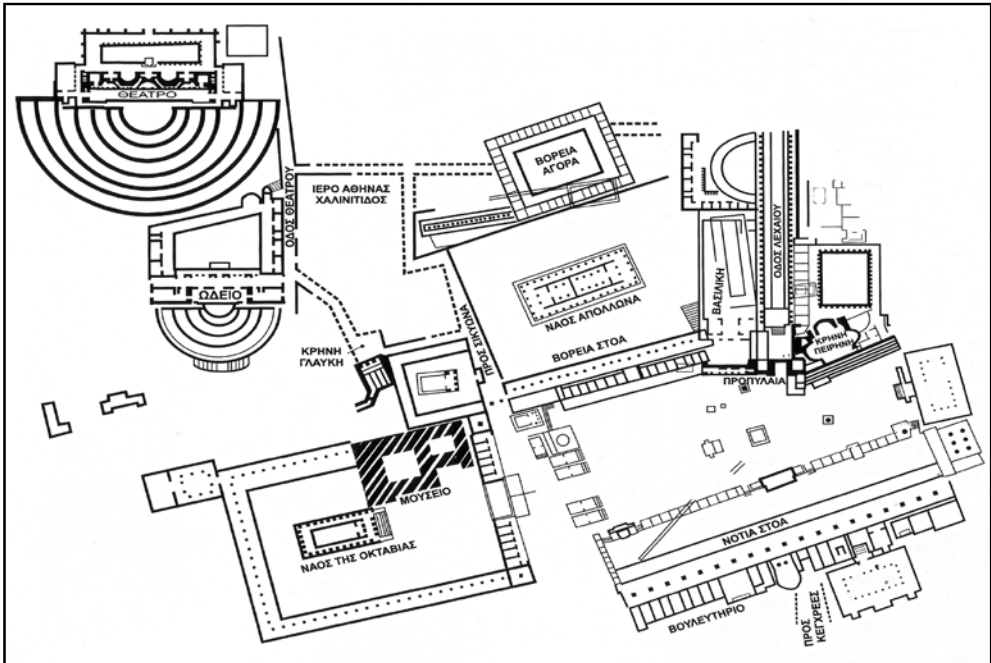 ΘΕΑΤΡΟ
ΒΟΡΕΙΑ
ΑΓΟΡΑ
ΙΕΡΟ ΑΘΗΝΑΣ
ΧΑΛΙΝΙΤΙΔΟΣ
ΟΔΟΣ ΘΕΑΤΡΟΥ
ΟΔΟΣ ΛΕΧΑΙΟΥ
ΒΑΣΙΛΙΚΗ
ΩΔΕΙΟ
ΝΑΟΣ ΑΠΟΛΛΩΝΑ
ΠΡΟΣ ΣΙΚΥΩΝΑ
ΚΡΗΝΗ
ΓΛΑΥΚΗ
ΒΟΡΕΙΑ ΣΤΟΑ
ΚΡΗΝΗ
ΠΕΙΡΗΝΗ
ΠΡΟΠΥΛΑΙΑ
ΜΟΥΣΕΙΟ
ΝΑΟΣ ΤΗΣ ΟΚΤΑΒΙΑΣ
ΝΟΤΙΑ ΣΤΟΑ
ΒΟΥΛΕΥΤΗΡΙΟ
ΠΡΟΣ
ΚΕΓΧΡΕΕΣ